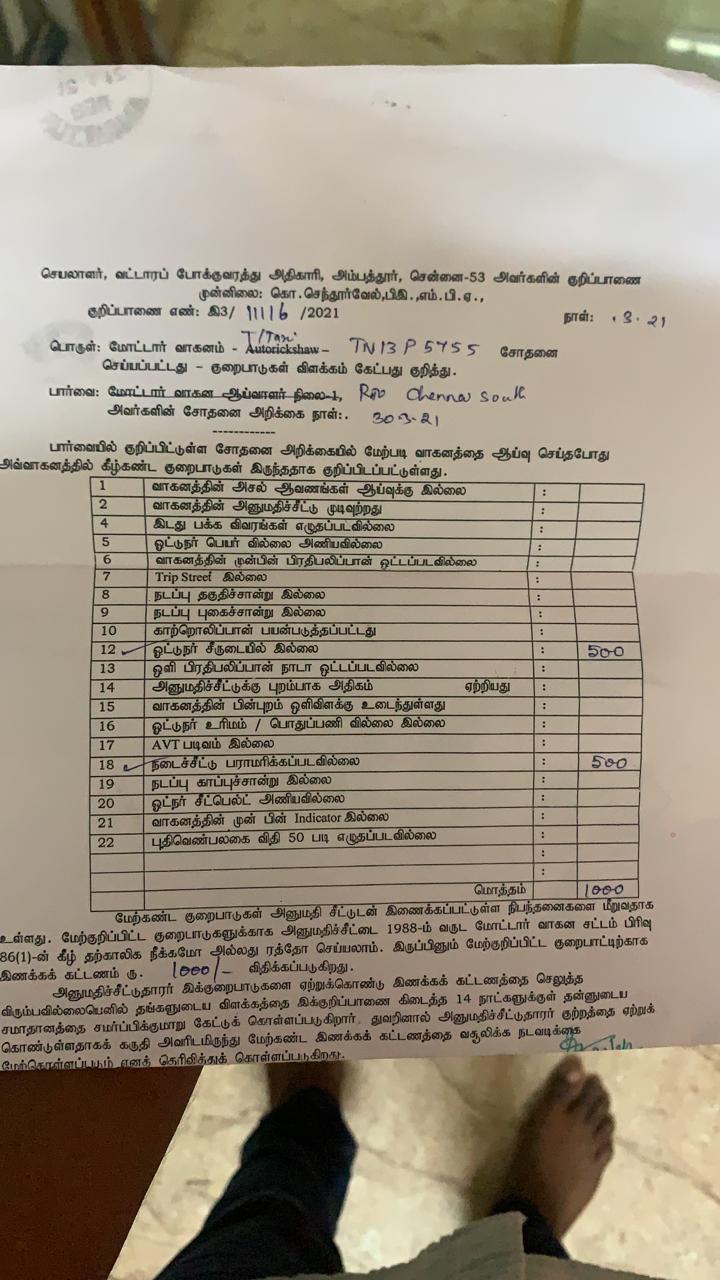 செயலாளர், வட்டாரப் போக்குவரத்து அதிகாரி, அம்பத்தூர், சென்னை-53 அவர்களின் குறிப்பாணை
முன்னிலை: கொ.செந்தூர்வேல்,பிஇ.,எம்.பி.ஏ.,
குறிப்பாணை எண்: இ3/ 11116 /2021 நாள்: .3.21
T/Taxi
பொருள்: மோட்டார் வாகனம் - Autorickshaw – TN13 P 5755 சோதனை
செய்யப்பட்டது – குறைபாடுகள் விளக்கம் கேட்பது குறித்து.
பார்வை: மோட்டார் வாகன ஆய்வாளர் நிலை-1, Chennai South
அவர்களின் சோதனை அறிக்கை நாள்:. 30-3-21
------------
பார்வையில் குறிப்பிட்டுள்ள சோதனை அறிக்கையில் மேற்படி வாகனத்தை ஆய்வு செய்தபோது
அவ்வாகனத்தில் கீழ்கண்ட குறைபாடுகள் இருந்ததாக குறிப்பிடப்பட்டுள்ளது.
1 வாகனத்தின் அசல் ஆவணங்கள் ஆய்வுக்கு இல்லை :
2 வாகனத்தின் அனுமதிச்சீட்டு முடிவுற்றது :
4 இடது பக்க விவரங்கள் எழுதப்படவில்லை :
5 ஓட்டுநர் பெயர் வில்லை அணியவில்லை :
6 வாகனத்தின் முன்பின் பிரதிபலிப்பான் ஒட்டப்படவில்லை :
7 Trip Street இல்லை :
8 நடப்பு தகுதிச்சான்று இல்லை :
9 நடப்பு புகைச்சான்று இல்லை :
10 காற்றொலிப்பான் பயன்படுத்தப்பட்டது :
12 ✓ ஓட்டுநர் சீருடையில் இல்லை : 500
13 ஒளி பிரதிபலிப்பான் நாடா ஒட்டப்படவில்லை :
14 அனுமதிச்சீட்டுக்கு புறம்பாக அதிகம் ஏற்றியது :
15 வாகனத்தின் பின்புறம் ஒளிவிளக்கு உடைந்துள்ளது :
16 ஓட்டுநர் உரிமம் / பொதுப்பணி வில்லை இல்லை :
17 AVT படிவம் இல்லை :
18 ✓ நடைச்சீட்டு பராமரிக்கப்படவில்லை : 500
19 நடப்பு காப்புச்சான்று இல்லை :
20 ஓட்நர் சீட்பெல்ட் அணியவில்லை :
21 வாகனத்தின் முன் பின் Indicator இல்லை :
22 புதிவெண்பலகை விதி 50 படி எழுதப்படவில்லை :
:
:
மொத்தம் 1000
மேற்கண்ட குறைபாடுகள் அனுமதி சீட்டுடன் இணைக்கப்பட்டுள்ள நிபந்தனைகளை மீறுவதாக
உள்ளது. மேற்குறிப்பிட்ட குறைபாடுகளுக்காக அனுமதிச்சீட்டை 1988-ம் வருட மோட்டார் வாகன சட்டம் பிரிவு
86(1)-ன் கீழ் தற்காலிக நீக்கமோ அல்லது ரத்தோ செய்யலாம். இருப்பினும் மேற்குறிப்பிட்ட குறைபாட்டிற்காக
இணக்கக் கட்டணம் ரு. 1000/- விதிக்கப்படுகிறது.
அனுமதிச்சீட்டுதாரர் இக்குறைபாடுகளை ஏற்றுக்கொண்டு இணக்கக் கட்டணத்தை செலுத்த
விரும்பவில்லையெனில் தங்களுடைய விளக்கத்தை இக்குறிப்பாணை கிடைத்த 14 நாட்களுக்குள் தன்னுடைய
சமாதானத்தை சமர்ப்பிக்குமாறு கேட்டுக் கொள்ளப்படுகிறார். துவறினால் அனுமதிச்சீட்டுதாரர் குற்றத்தை ஏற்றுக்
கொண்டுள்ளதாகக் கருதி அவரிடமிருந்து மேற்கண்ட இணக்கக் கட்டணத்தை வசூலிக்க நடவடிக்கை
மேற்கொள்ளப்படும் எனத் தெரிவித்துக் கொள்ளப்படுகிறது.